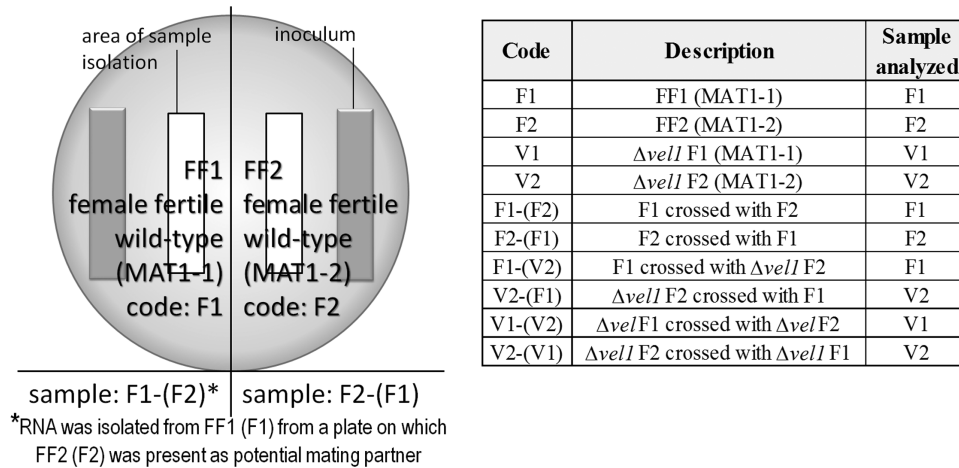 area of sample
isolation
inoculum
FF1
female fertile
wild-type
(MAT1-1)
code: F1
FF2
female fertile
wild-type
(MAT1-2)
code: F2
sample: F1-(F2)*
sample: F2-(F1)
*RNA was isolated from FF1 (F1) from a plate on which
FF2 (F2) was present as potential mating partner
Code Description Sample analyzed
F1 FF1 (MAT1-1) F1
F2 FF2 (MAT1-2) F2
V1 Δvel1 F1 (MAT1-1) V1
V2 Δvel1 F2 (MAT1-2) V2
F1-(F2) F1 crossed with F2 F1
F2-(F1) F2 crossed with F1 F2
F1-(V2) F1 crossed with Δvel1 F2 F1
V2-(F1) Δvel1 F2 crossed with F1 V2
V1-(V2) ΔvelF1 crossed with ΔvelF2 V1
V2-(V1) Δvel1 F2 crossed with Δvel1 F1 V2